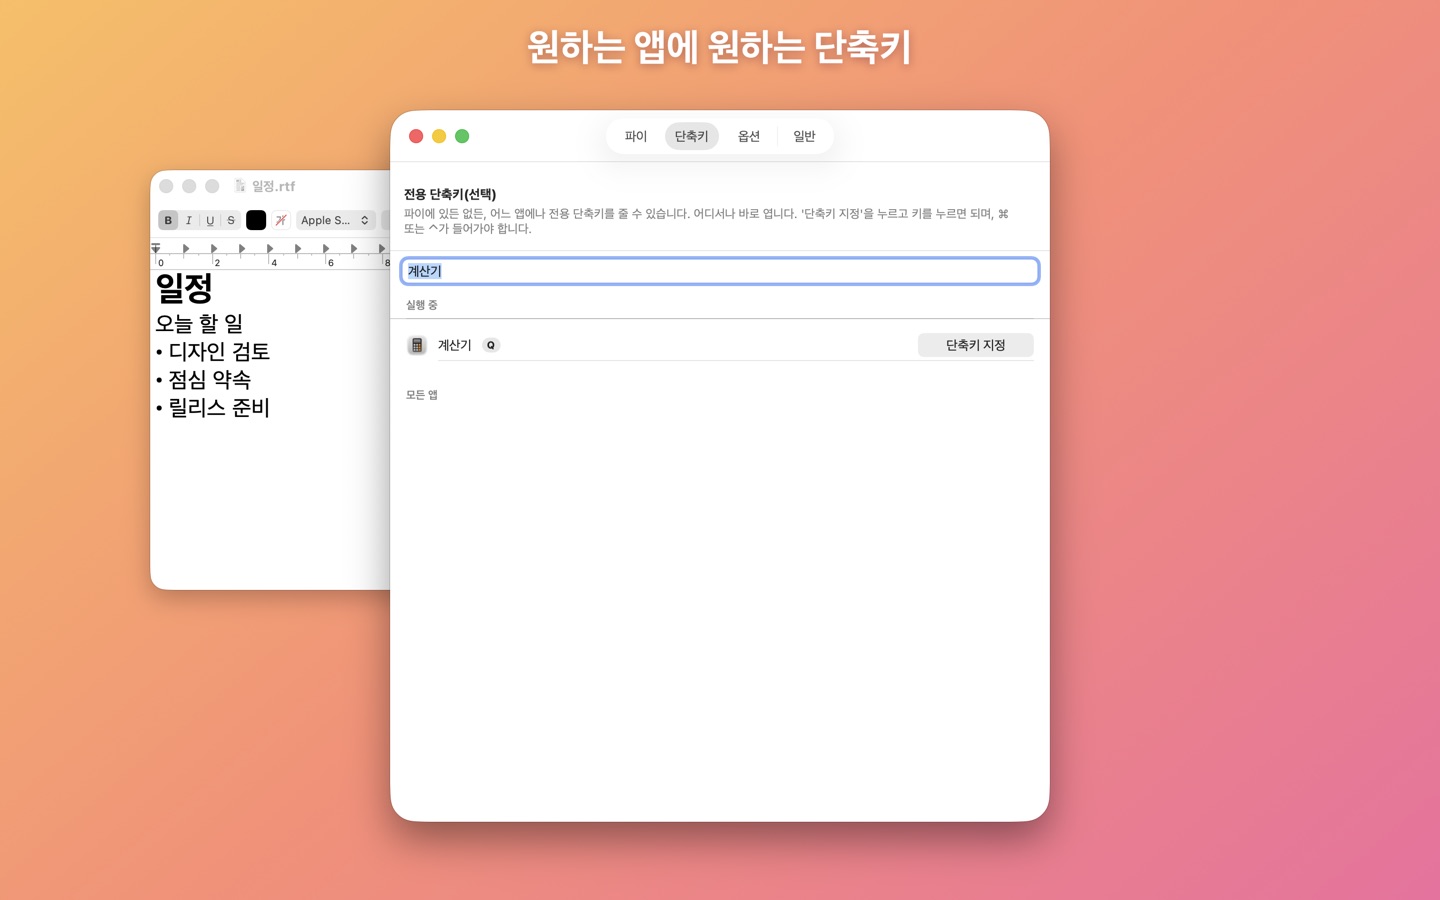 원하는 앱에 원하는 단축키
파이 단축키 옵션 일반
전용 단축키(선택)
파이에 있든 없든, 어느 앱에나 전용 단축키를 줄 수 있습니다. 어디서나 바로 엽니다. '단축키 지정'을 누르고 키를 누르면 되며, ⌘
또는 ^가 들어가야 합니다.
계산기
실행 중
계산기 Q 단축키 지정
모든 앱
일정.rtf
B I U S 가 Apple S...
0 2 4 6 8
일정
오늘 할 일
• 디자인 검토
• 점심 약속
• 릴리스 준비